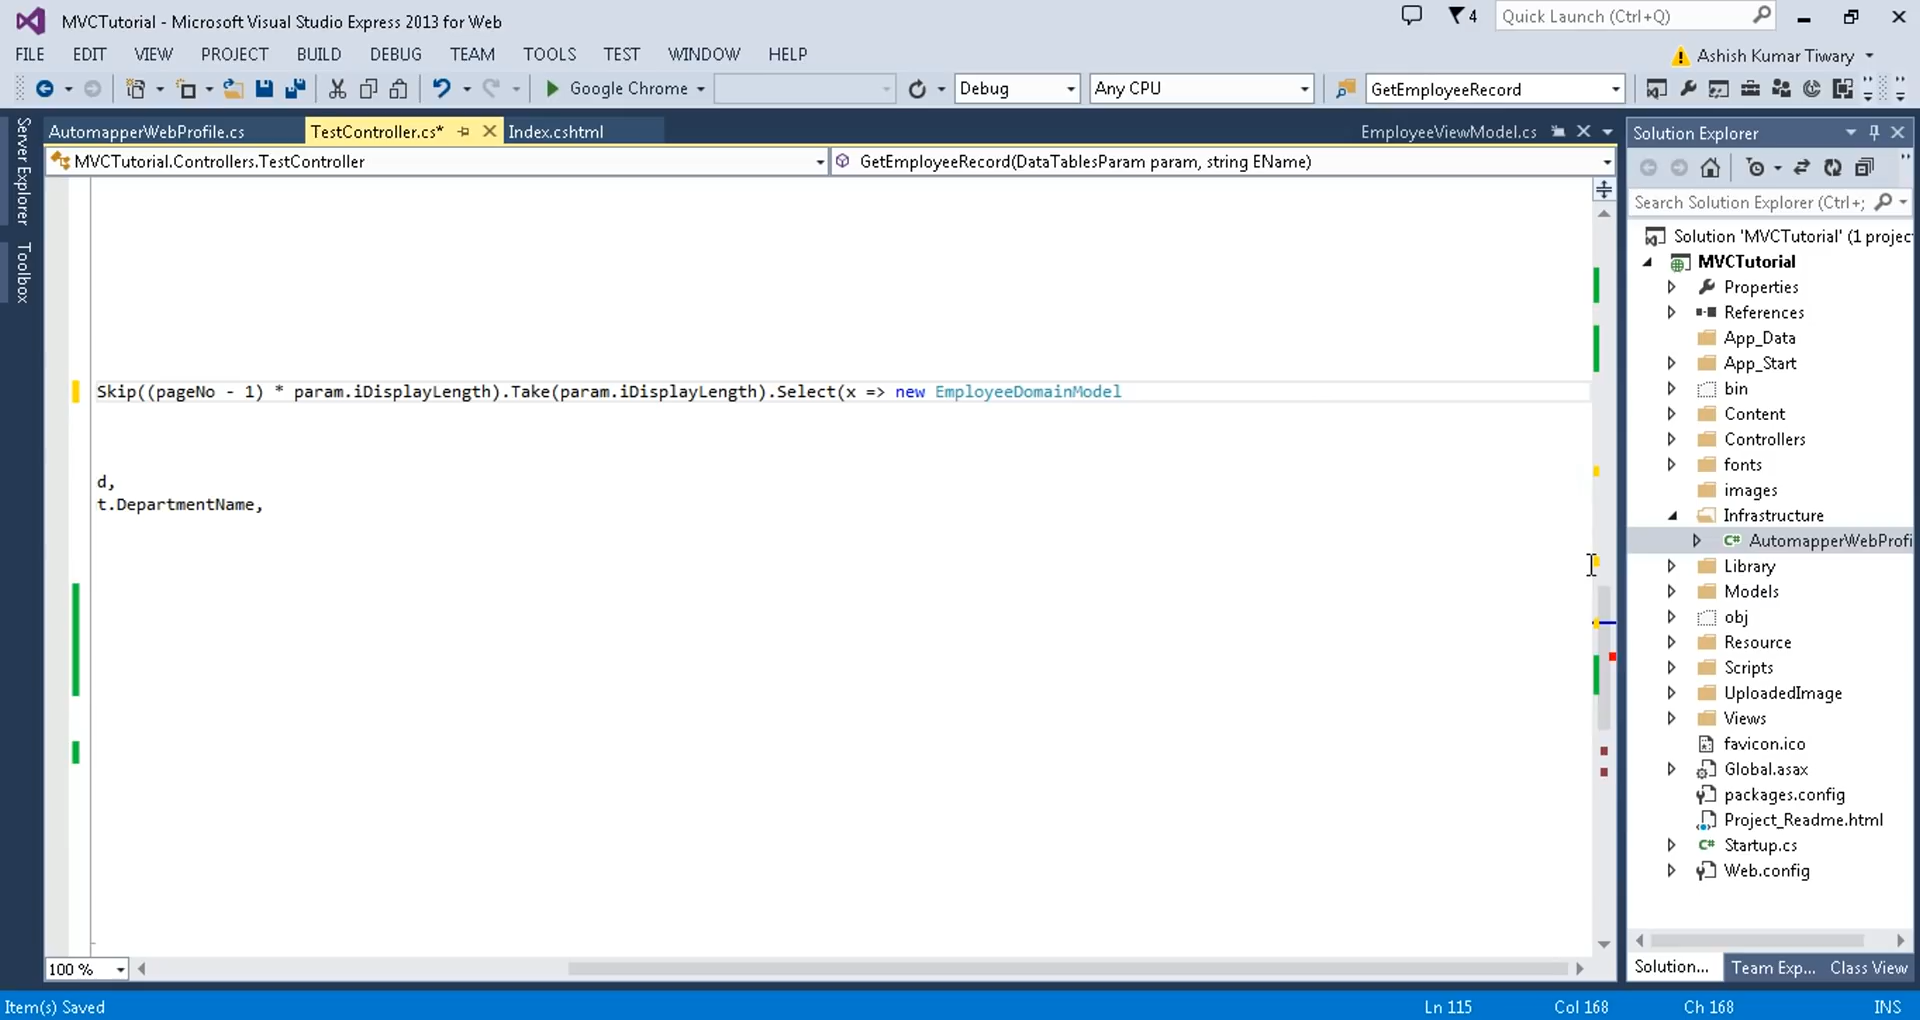 MVCTutorial - Microsoft Visual Studio Express 2013 for Web
4
Quick Launch (Ctrl+Q)
FILE EDIT VIEW PROJECT BUILD DEBUG TEAM TOOLS TEST WINDOW HELP
Ashish Kumar Tiwary
Google Chrome
Debug
Any CPU
GetEmployeeRecord
Server Explorer
Toolbox
AutomapperWebProfile.cs
TestController.cs*
Index.cshtml
EmployeeViewModel.cs
MVCTutorial.Controllers.TestController
GetEmployeeRecord(DataTablesParam param, string EName)
Skip((pageNo - 1) * param.iDisplayLength).Take(param.iDisplayLength).Select(x => new EmployeeDomainModel
d,
t.DepartmentName,
100 %
Solution Explorer
Search Solution Explorer (Ctrl+;
Solution 'MVCTutorial' (1 projec
MVCTutorial
Properties
References
App_Data
App_Start
bin
Content
Controllers
fonts
images
Infrastructure
C# AutomapperWebProfi
Library
Models
obj
Resource
Scripts
UploadedImage
Views
favicon.ico
Global.asax
packages.config
Project_Readme.html
C# Startup.cs
Web.config
Solution... Team Exp... Class View
Item(s) Saved
Ln 115
Col 168
Ch 168
INS